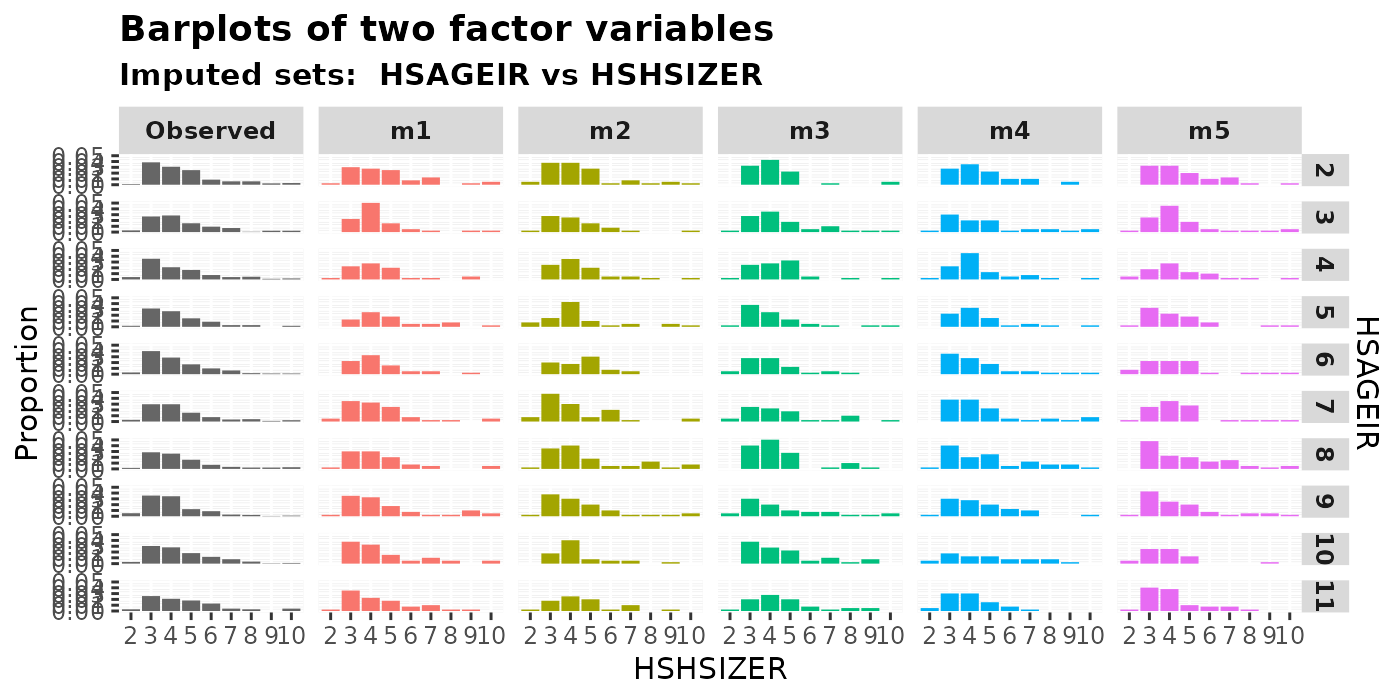 Barplots of two factor variables
Imputed sets:  HSAGEIR vs HSHSIZER
Observed m1 m2 m3 m4 m5
2
3
4
5
6
7
8
9
10
11
Proportion
HSAGEIR
2 3 4 5 6 7 8 9 10 2 3 4 5 6 7 8 9 10 2 3 4 5 6 7 8 9 10 2 3 4 5 6 7 8 9 10 2 3 4 5 6 7 8 9 10 2 3 4 5 6 7 8 9 10
HSHSIZER